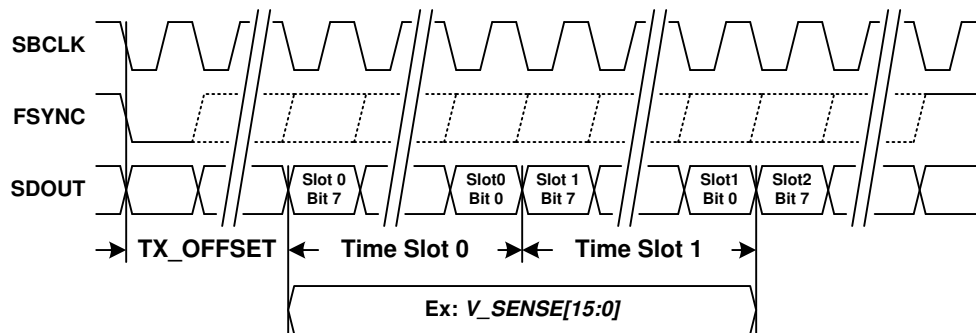 SBCLK
FSYNC
SDOUT
Slot 0
Bit 7
Slot0
Bit 0
Slot 1
Bit 7
Slot1
Bit 0
Slot2
Bit 7
TX_OFFSET
Time Slot 0
Time Slot 1
Ex: V_SENSE[15:0]